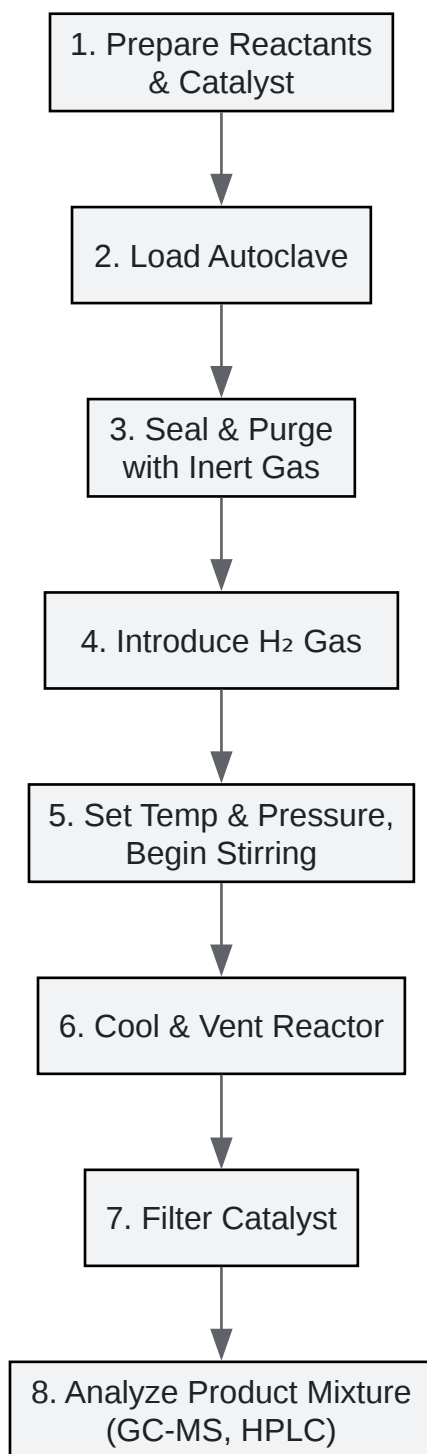 1. Prepare Reactants
& Catalyst
2. Load Autoclave
3. Seal & Purge
with Inert Gas
4. Introduce H₂ Gas
5. Set Temp & Pressure,
Begin Stirring
6. Cool & Vent Reactor
7. Filter Catalyst
8. Analyze Product Mixture
(GC-MS, HPLC)